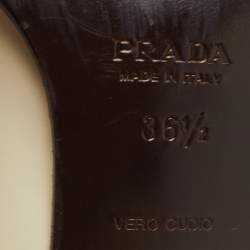 PRADA
MADE IN ITALY
36½
VERO CUOIO